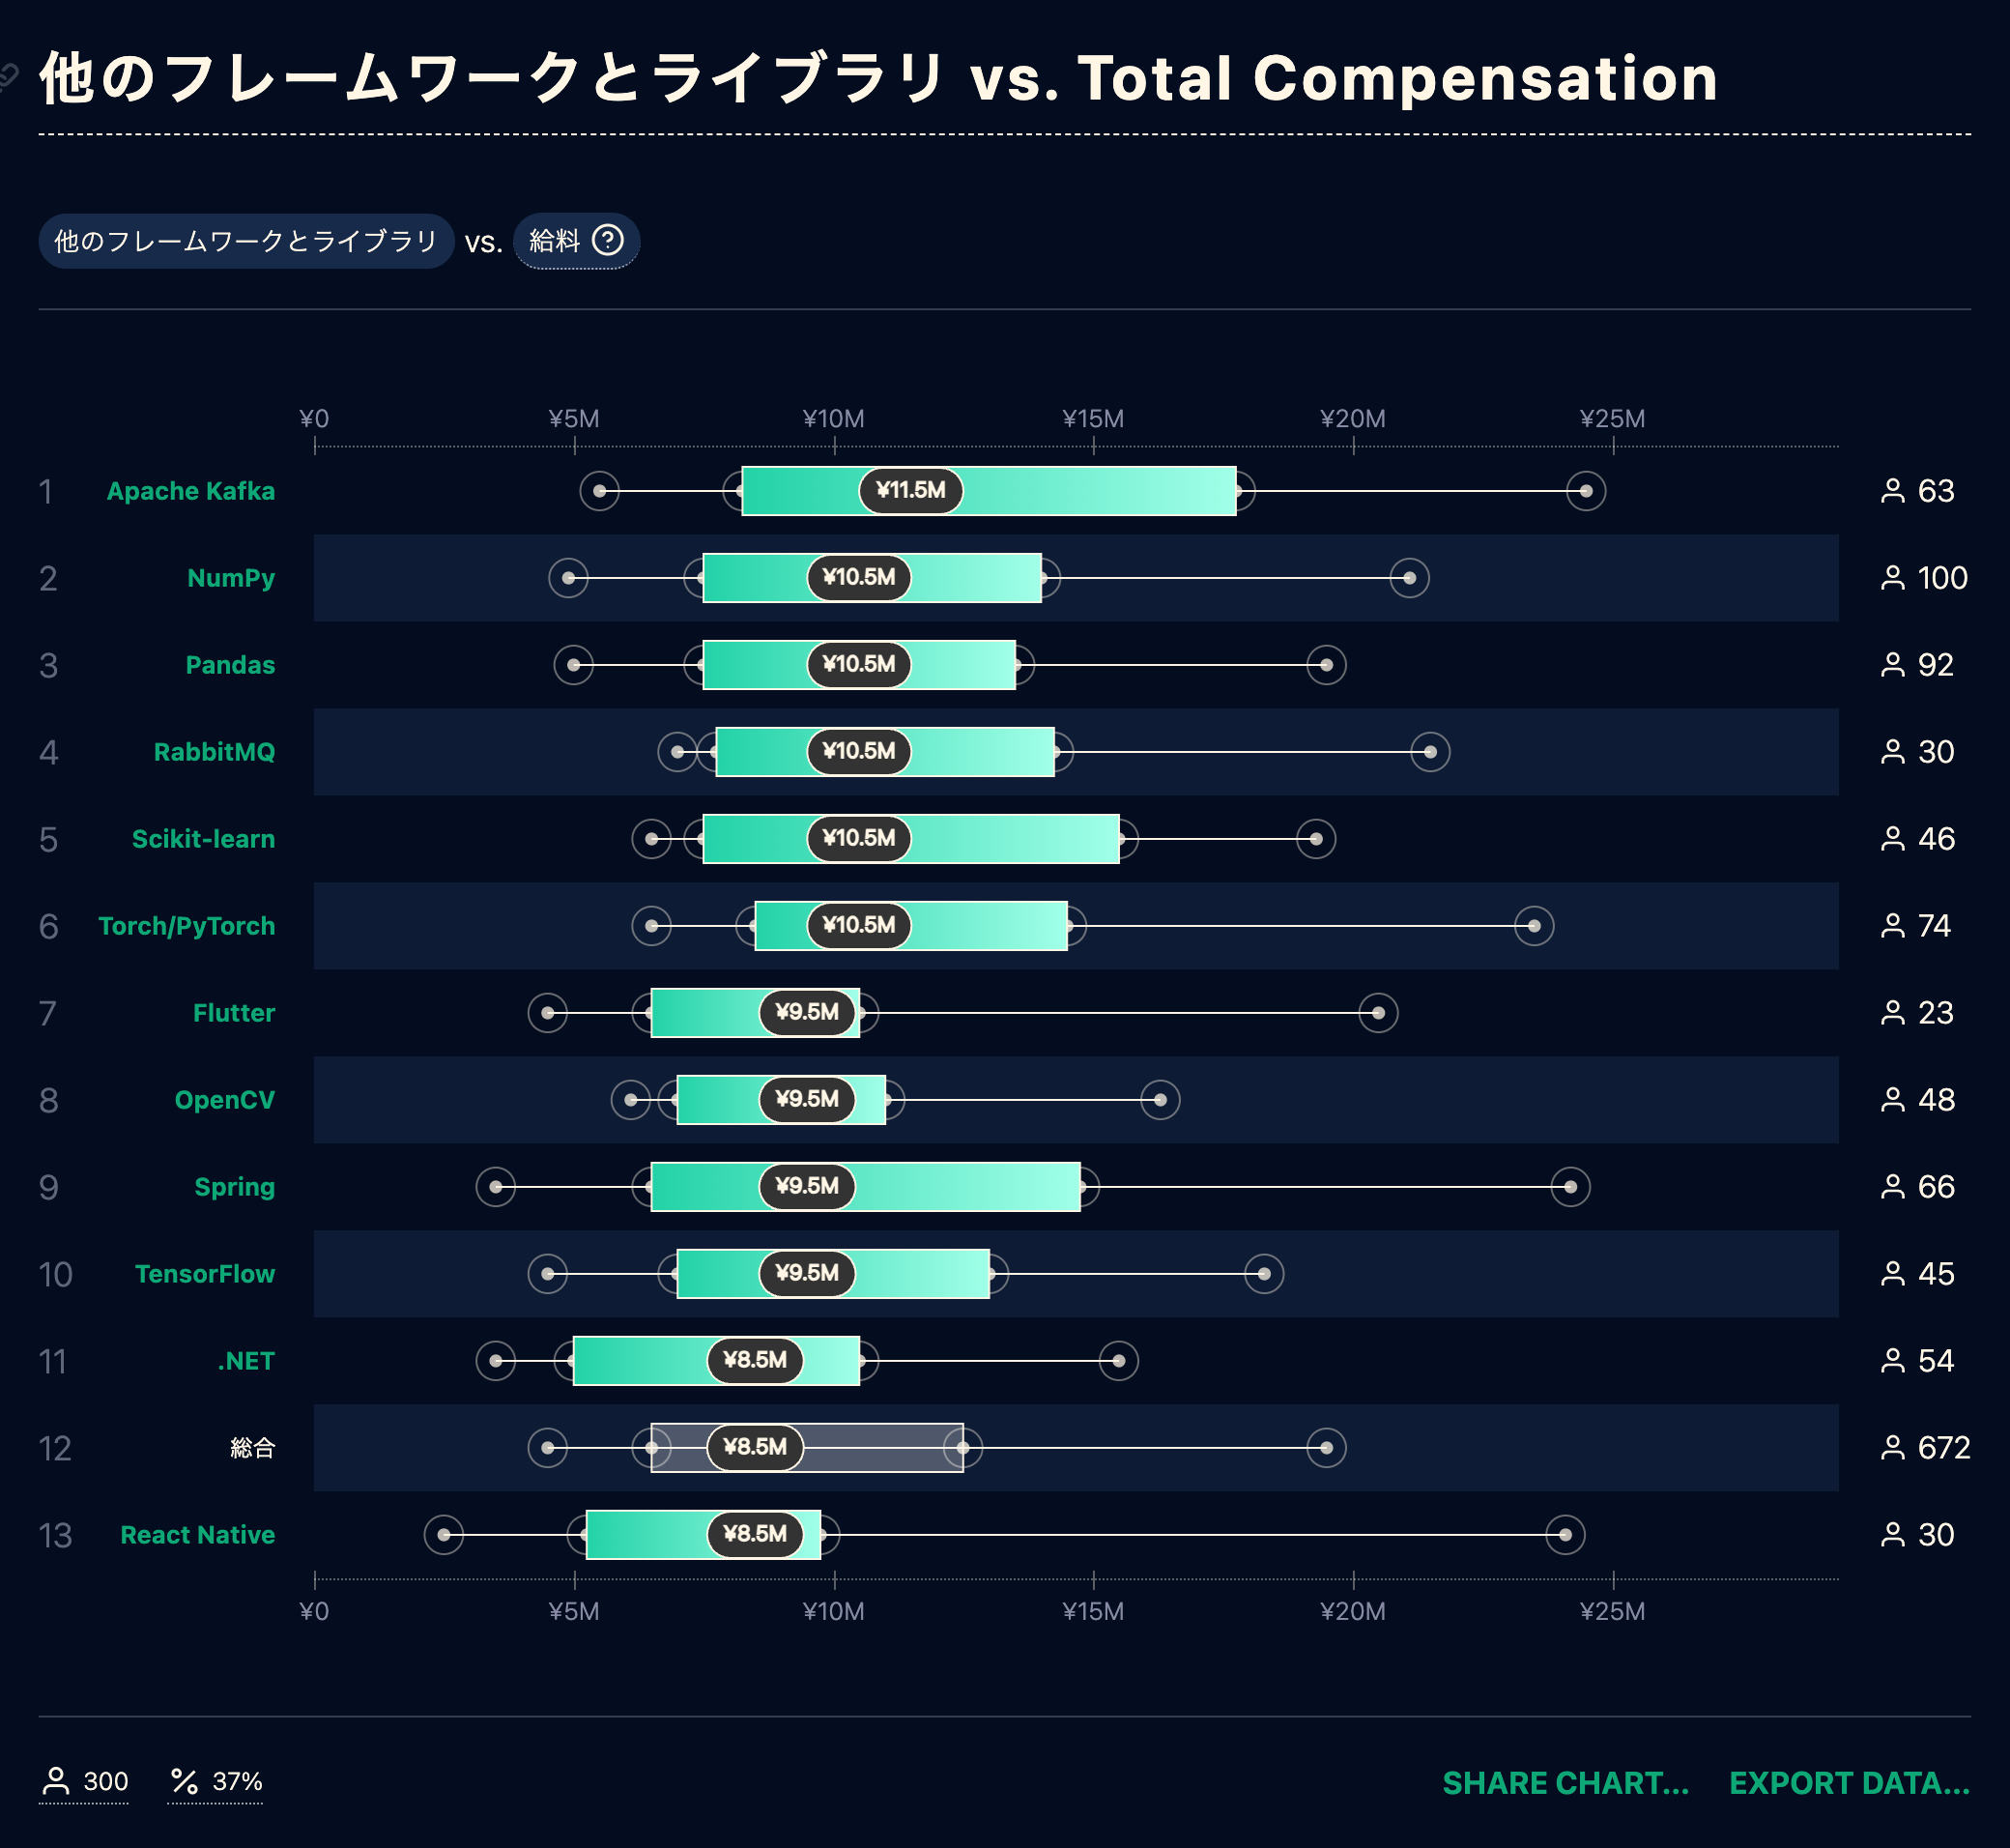 他のフレームワークとライブラリ vs. Total Compensation
他のフレームワークとライブラリ vs. 給料 ?
¥0 ¥5M ¥10M ¥15M ¥20M ¥25M
1 Apache Kafka ¥11.5M 63
2 NumPy ¥10.5M 100
3 Pandas ¥10.5M 92
4 RabbitMQ ¥10.5M 30
5 Scikit-learn ¥10.5M 46
6 Torch/PyTorch ¥10.5M 74
7 Flutter ¥9.5M 23
8 OpenCV ¥9.5M 48
9 Spring ¥9.5M 66
10 TensorFlow ¥9.5M 45
11 .NET ¥8.5M 54
12 総合 ¥8.5M 672
13 React Native ¥8.5M 30
¥0 ¥5M ¥10M ¥15M ¥20M ¥25M
300 % 37% SHARE CHART... EXPORT DATA...